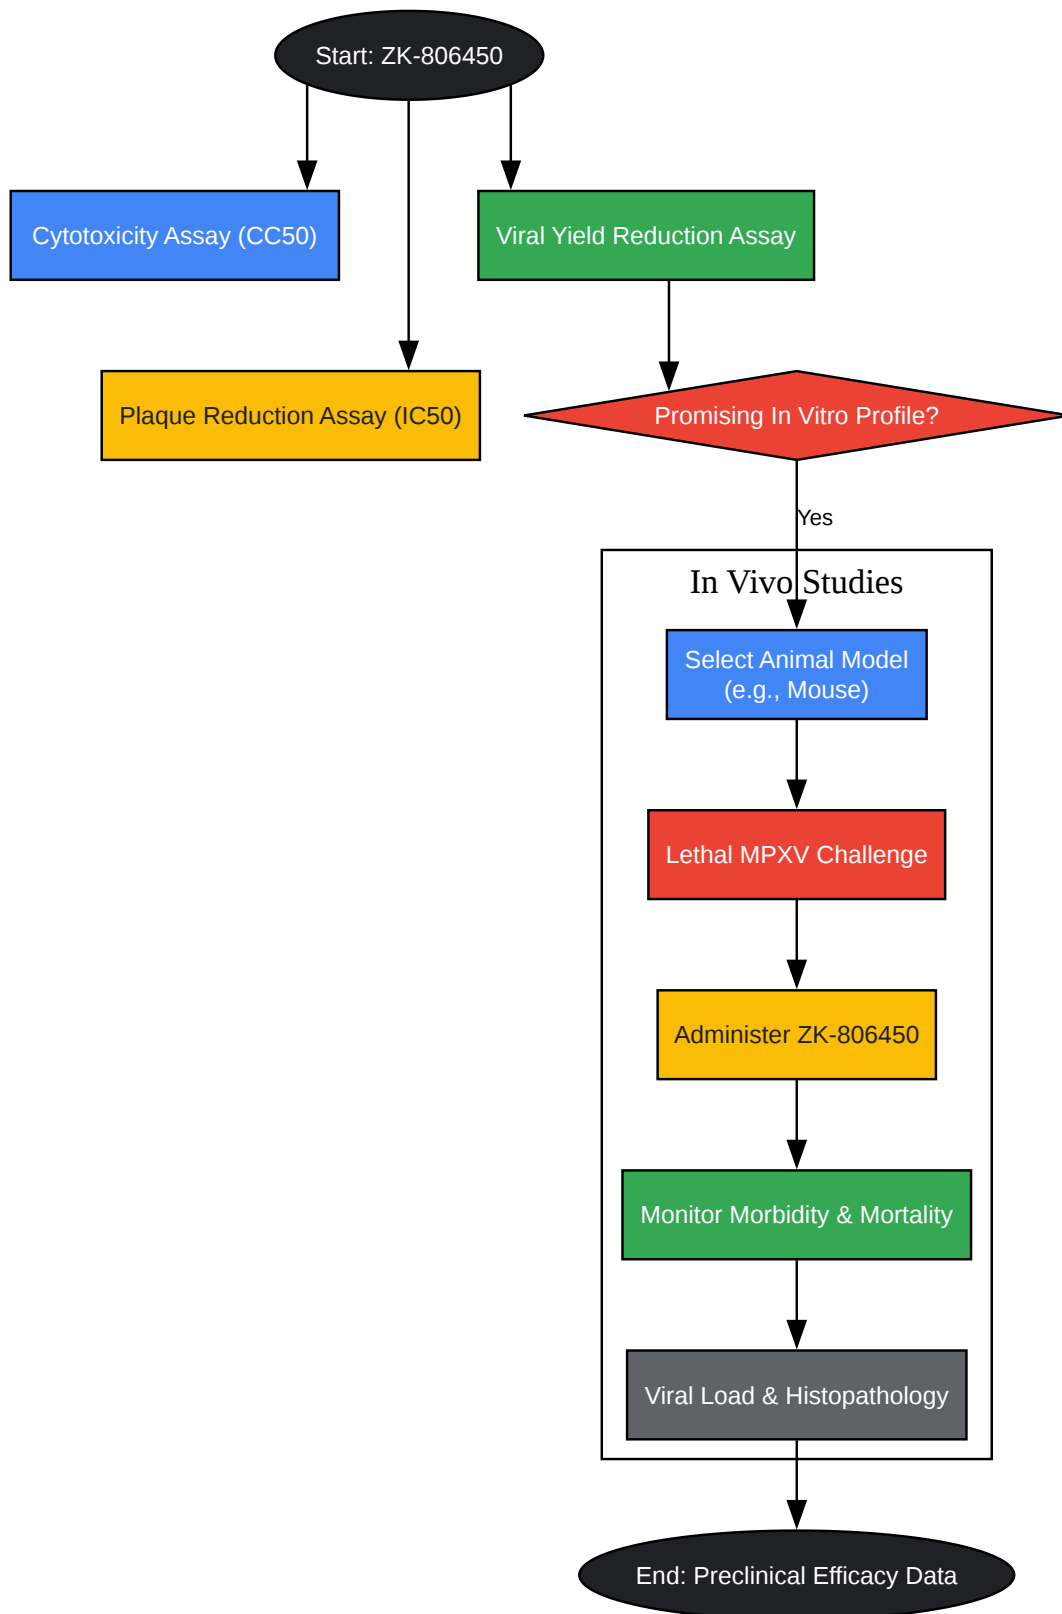 Start: ZK-806450
Cytotoxicity Assay (CC50)
Viral Yield Reduction Assay
Plaque Reduction Assay (IC50)
Promising In Vitro Profile?
Yes
In Vivo Studies
Select Animal Model
(e.g., Mouse)
Lethal MPXV Challenge
Administer ZK-806450
Monitor Morbidity & Mortality
Viral Load & Histopathology
End: Preclinical Efficacy Data